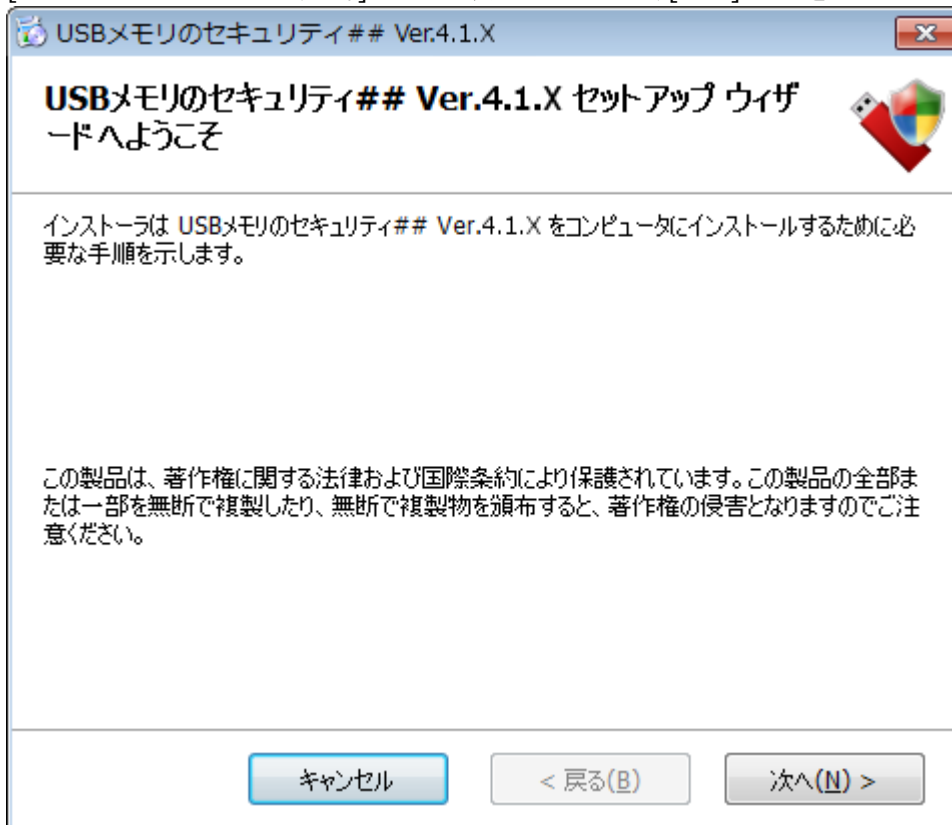 USBメモリのセキュリティ## Ver.4.1.X
USBメモリのセキュリティ## Ver.4.1.X セットアップ ウィザ
ードへようこそ
インストーラは USBメモリのセキュリティ## Ver.4.1.X をコンピュータにインストールするために必
要な手順を示します。
この製品は、著作権に関する法律および国際条約により保護されています。この製品の全部ま
たは一部を無断で複製したり、無断で複製物を頒布すると、著作権の侵害となりますのでご注
意ください。
キャンセル
< 戻る(B)
次へ(N) >